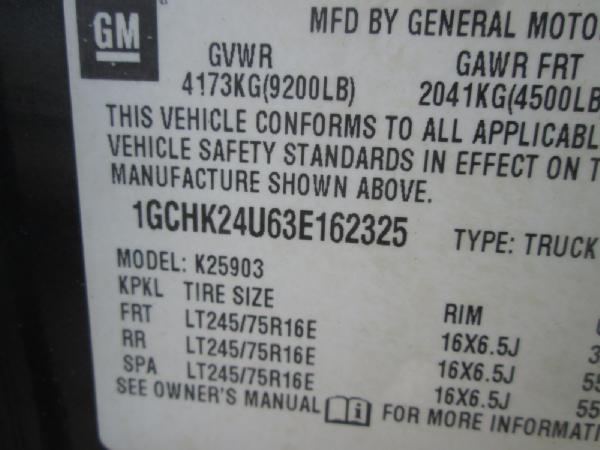 GM
MFD BY GENERAL MOTO
GVWR GAWR FRT
4173KG(9200LB) 2041KG(4500LB
THIS VEHICLE CONFORMS TO ALL APPLICABL
VEHICLE SAFETY STANDARDS IN EFFECT ON T
MANUFACTURE SHOWN ABOVE.
1GCHK24U63E162325 TYPE: TRUCK
MODEL: K25903
KPKL TIRE SIZE RIM
FRT LT245/75R16E 16X6.5J 3
RR LT245/75R16E 16X6.5J 55
SPA LT245/75R16E 16X6.5J 55
SEE OWNER'S MANUAL i FOR MORE INFORMATI